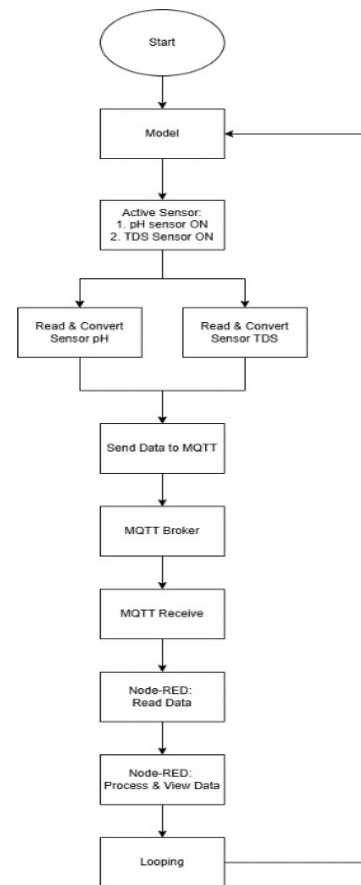 Start
Model
Active Sensor:
1. pH sensor ON
2. TDS Sensor ON
Read & Convert
Sensor pH
Read & Convert
Sensor TDS
Send Data to MQTT
MQTT Broker
MQTT Receive
Node-RED:
Read Data
Node-RED:
Process & View Data
Looping